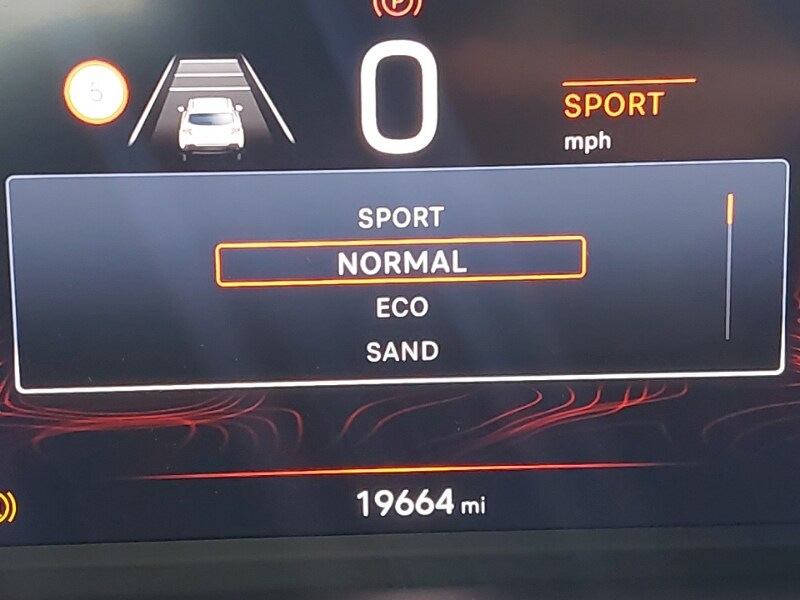 (P)
0
SPORT
mph
SPORT
NORMAL
ECO
SAND
19664 mi